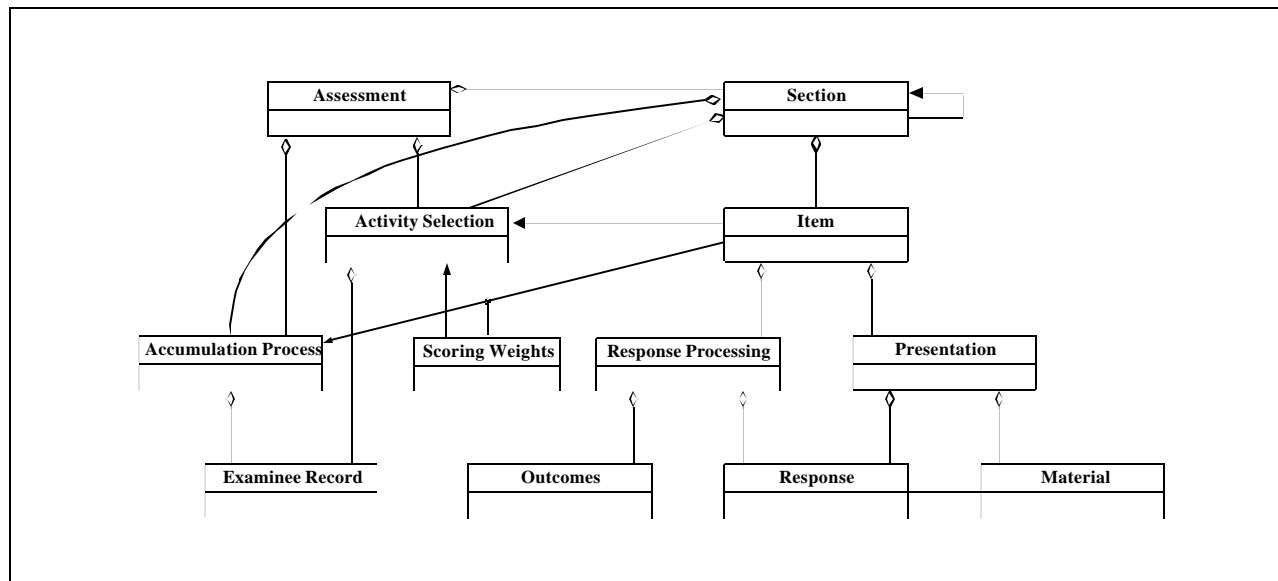 Assessment
Section
Activity Selection
Item
Accumulation Process
Scoring Weights
Response Processing
Presentation
Examinee Record
Outcomes
Response
Material